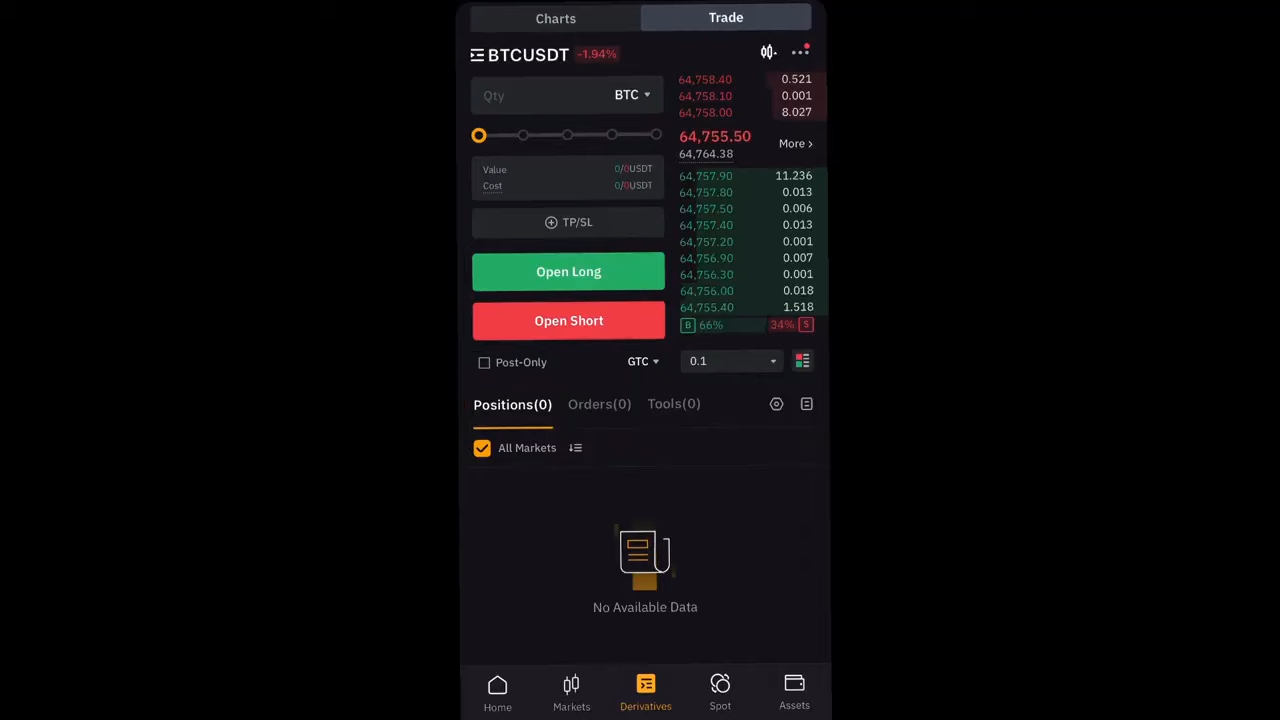 Charts Trade
BTCUSDT -1.94%
Qty BTC
Value 0/0USDT
Cost 0/0USDT
TP/SL
Open Long
Open Short
Post-Only GTC
64,758.40 0.521
64,758.10 0.001
64,758.00 8.027
64,755.50
64,764.38
More >
64,757.90 11.236
64,757.80 0.013
64,757.50 0.006
64,757.40 0.013
64,757.20 0.001
64,756.90 0.007
64,756.30 0.001
64,756.00 0.018
64,755.40 1.518
B 66% 34% S
0.1
Positions(0) Orders(0) Tools(0)
All Markets
No Available Data
Home Markets Derivatives Spot Assets